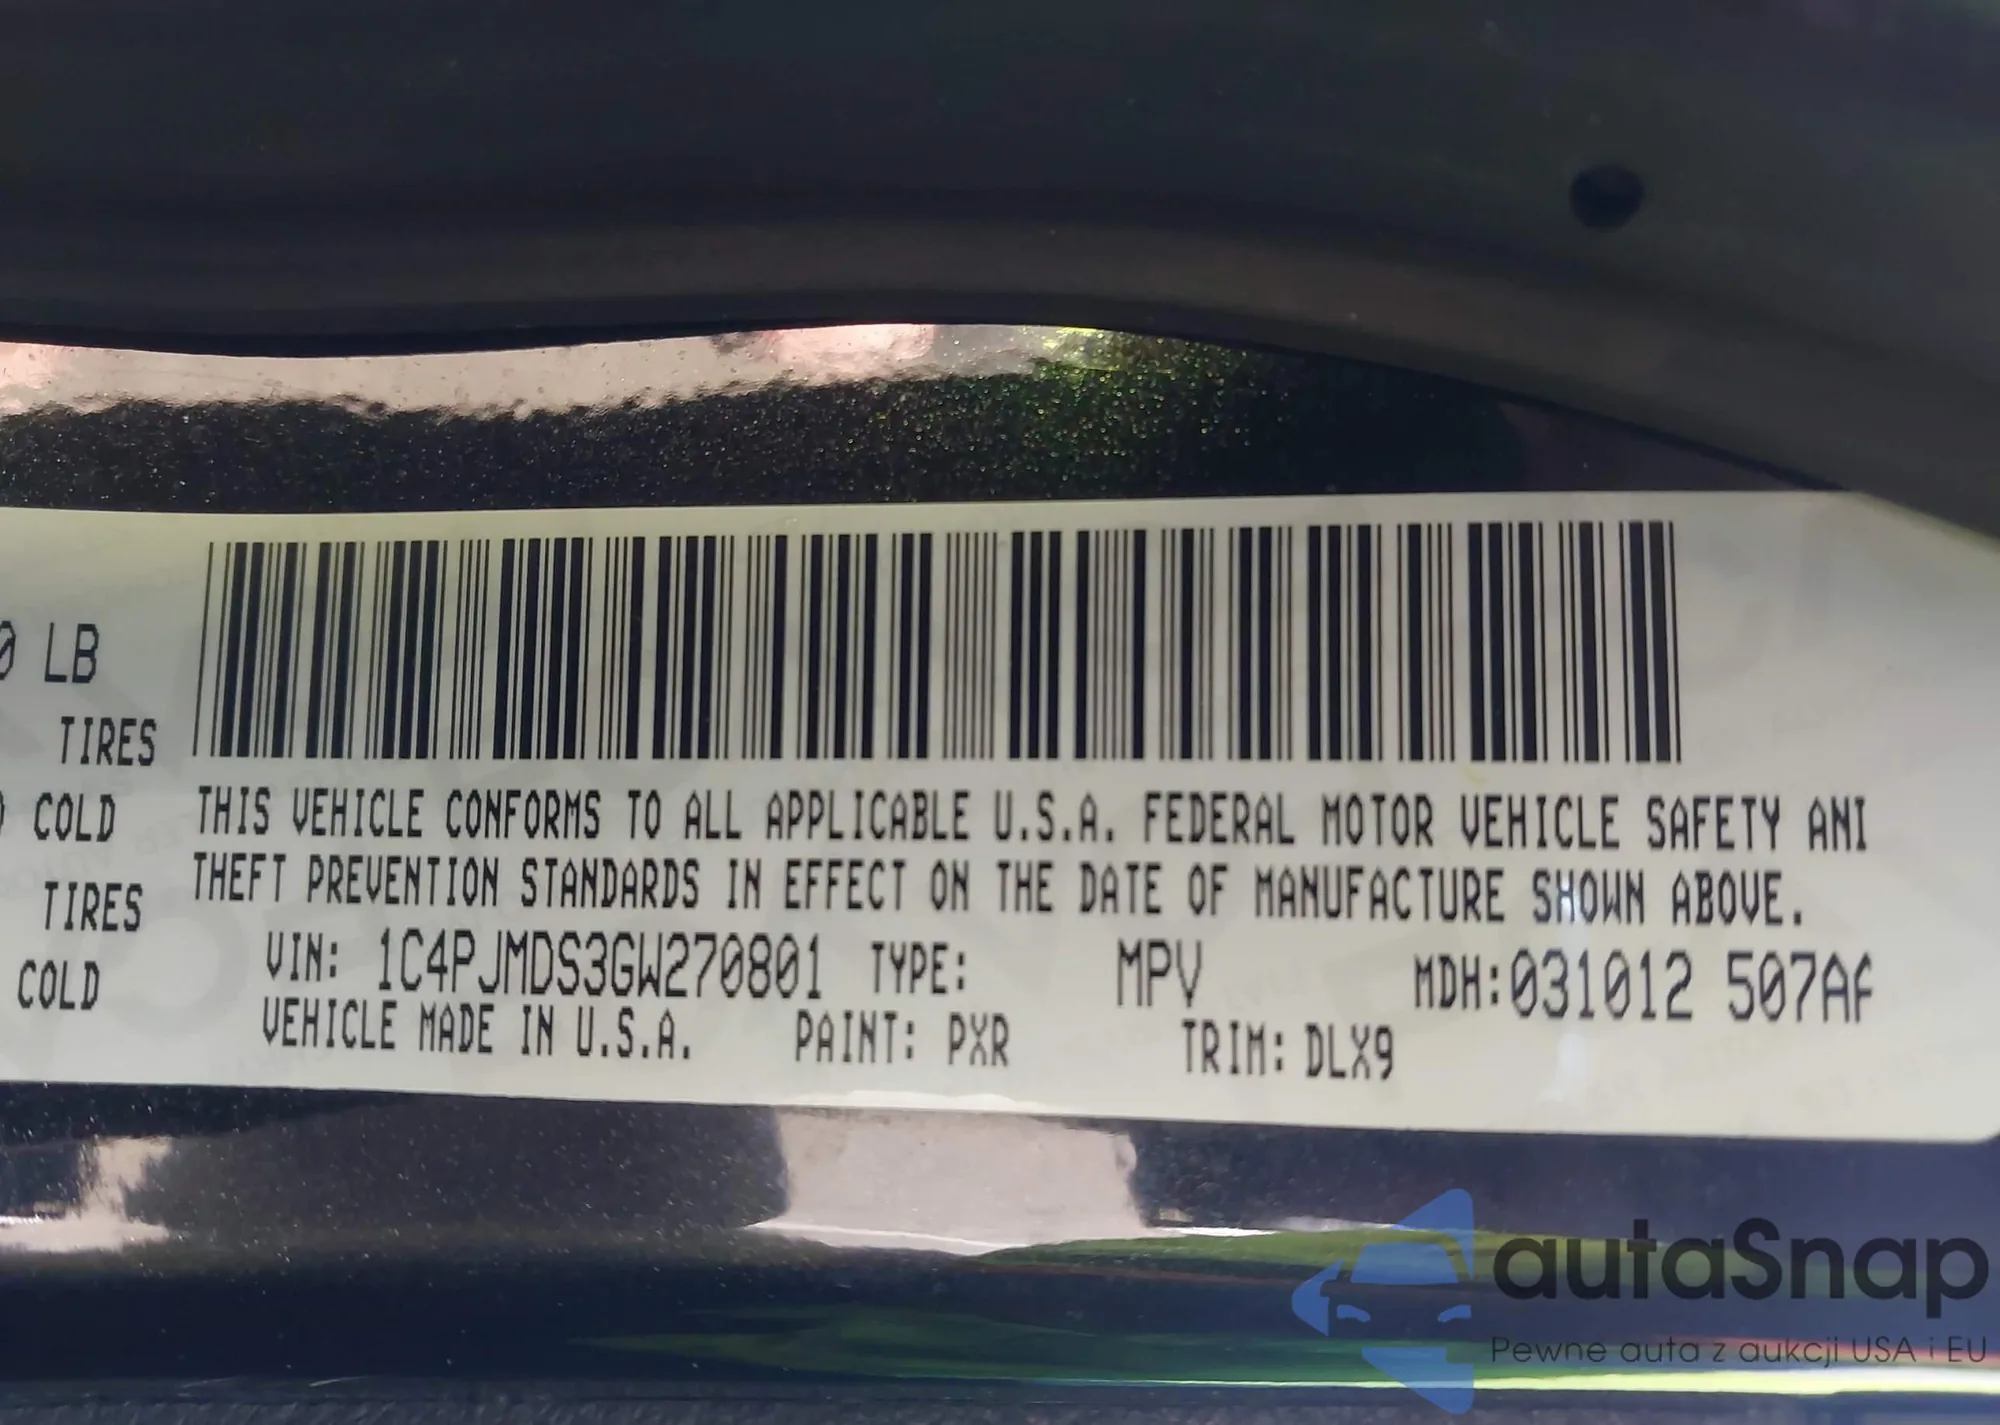 0 LB
TIRES
COLD
TIRES
COLD
THIS VEHICLE CONFORMS TO ALL APPLICABLE U.S.A. FEDERAL MOTOR VEHICLE SAFETY AN
THEFT PREVENTION STANDARDS IN EFFECT ON THE DATE OF MANUFACTURE SHOWN ABOVE.
VIN: 1C4PJMDS3GW270801 TYPE: MPV MDH:031012 507AF
VEHICLE MADE IN U.S.A. PAINT: PXR TRIM: DLX9
autaSnap
Pewne auta z aukcji USA i EU